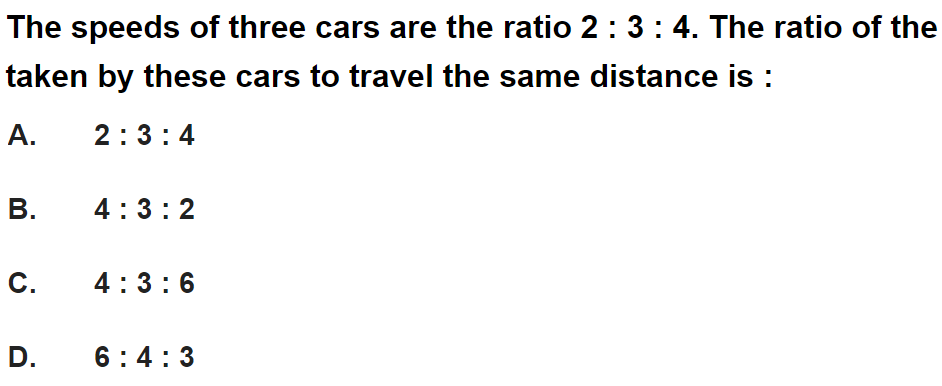 The speeds of three cars are the ratio 2 : 3 : 4. The ratio of the
taken by these cars to travel the same distance is :
A. 2 : 3 : 4
B. 4 : 3 : 2
C. 4 : 3 : 6
D. 6 : 4 : 3